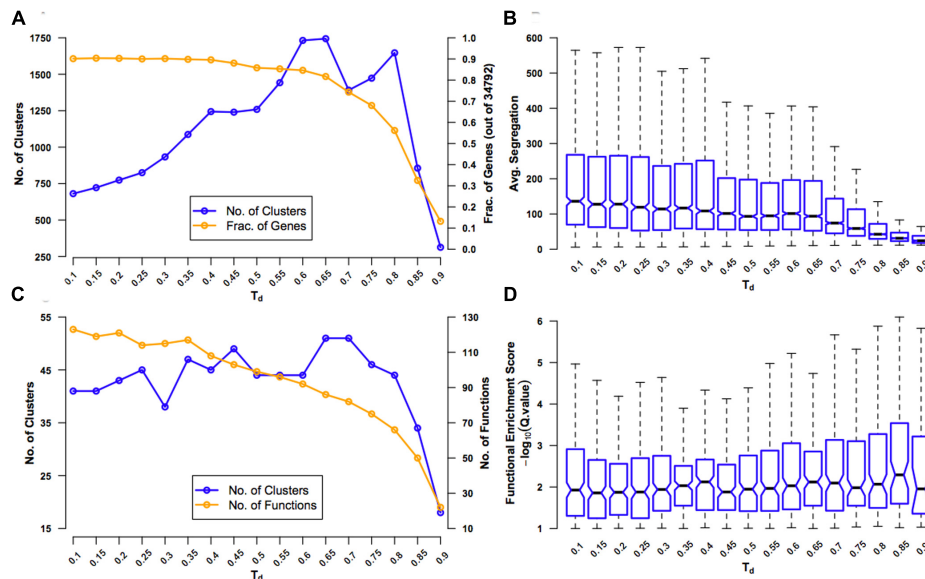 A
1750
1500
1250
1000
750
500
250
No. of Clusters
1.0
0.9
0.8
0.7
0.6
0.5
0.4
0.3
0.2
0.1
0.0
Frac. of Genes (out of 34792)
No. of Clusters
Frac. of Genes
0.1 0.15 0.2 0.25 0.3 0.35 0.4 0.45 0.5 0.55 0.6 0.65 0.7 0.75 0.8 0.85 0.9
Td
B
600
500
400
300
200
100
0
Avg. Segregation
0.1 0.15 0.2 0.25 0.3 0.35 0.4 0.45 0.5 0.55 0.6 0.65 0.7 0.75 0.8 0.85 0.9
Td
C
55
45
35
25
15
No. of Clusters
130
110
90
70
50
30
10
No. of Functions
No. of Clusters
No. of Functions
0.1 0.15 0.2 0.25 0.3 0.35 0.4 0.45 0.5 0.55 0.6 0.65 0.7 0.75 0.8 0.85 0.9
Td
D
6
5
4
3
2
1
Functional Enrichment Score
−log10(Q.value)
0.1 0.15 0.2 0.25 0.3 0.35 0.4 0.45 0.5 0.55 0.6 0.65 0.7 0.75 0.8 0.85 0.9
Td